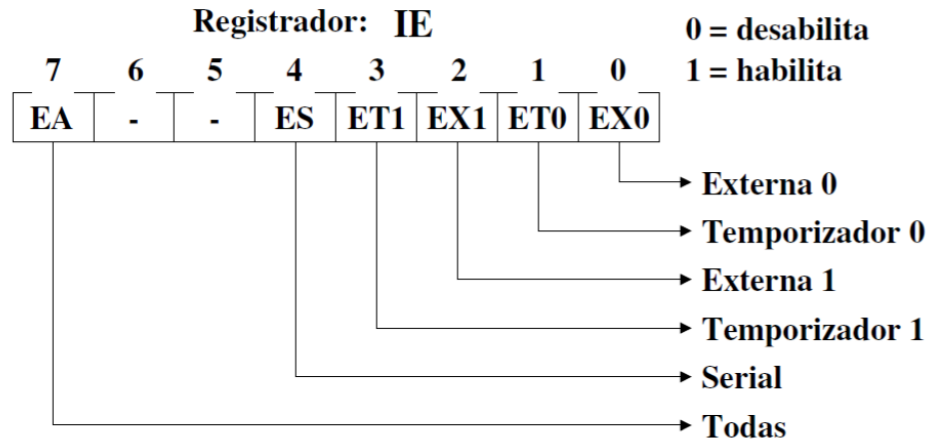 Registrador: IE
0 = desabilita
1 = habilita
7 6 5 4 3 2 1 0
EA - - ES ET1 EX1 ET0 EX0
Externa 0
Temporizador 0
Externa 1
Temporizador 1
Serial
Todas